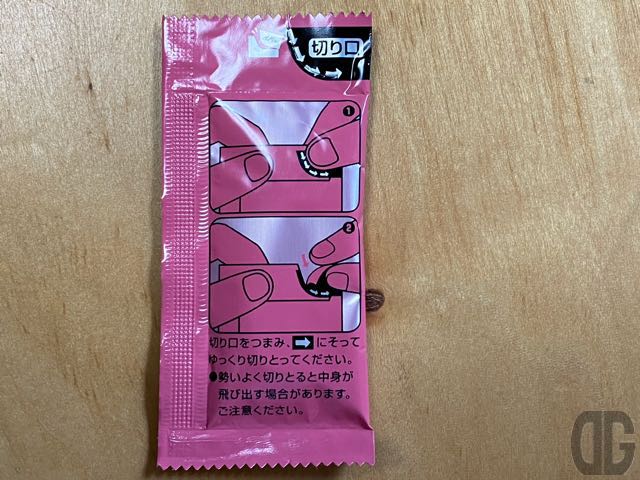 切り口
1
2
切り口をつまみ、➡にそって
ゆっくり切りとってください。
●勢いよく切りとると中身が
飛び出す場合があります。
ご注意ください。
DG